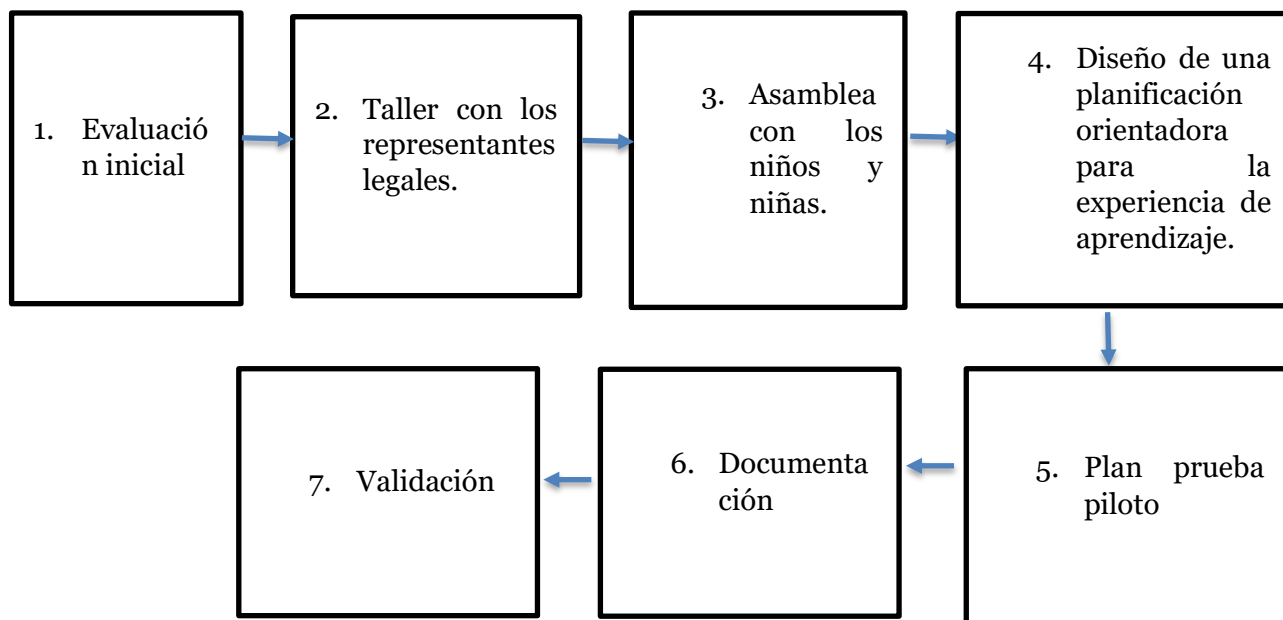 1. Evaluació
n inicial
2. Taller con los
representantes
legales.
3. Asamblea
con los
niños y
niñas.
4. Diseño de una
planificación
orientadora
para la
experiencia de
aprendizaje.
7. Validación
6. Documenta
ción
5. Plan prueba
piloto